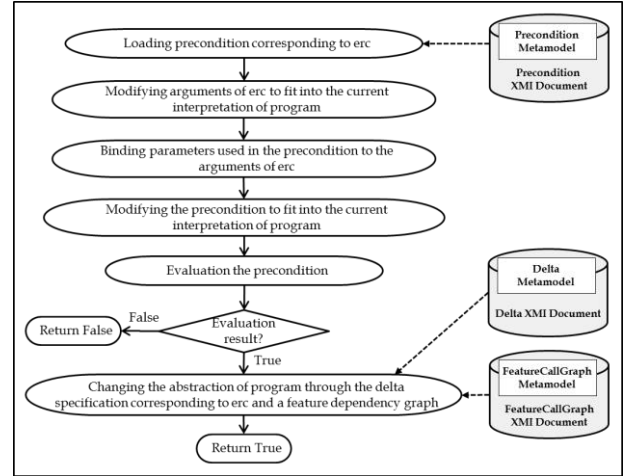 Loading precondition corresponding to erc
Precondition
Metamodel
Precondition
XMI Document
Modifying arguments of erc to fit into the current
interpretation of program
Binding parameters used in the precondition to the
arguments of erc
Modifying the precondition to fit into the current
interpretation of program
Evaluation the precondition
Delta
Metamodel
Delta XMI Document
Evaluation
result?
False
Return False
True
Changing the abstraction of program through the delta
specification corresponding to erc and a feature dependency graph
FeatureCallGraph
Metamodel
FeatureCallGraph
XMI Document
Return True